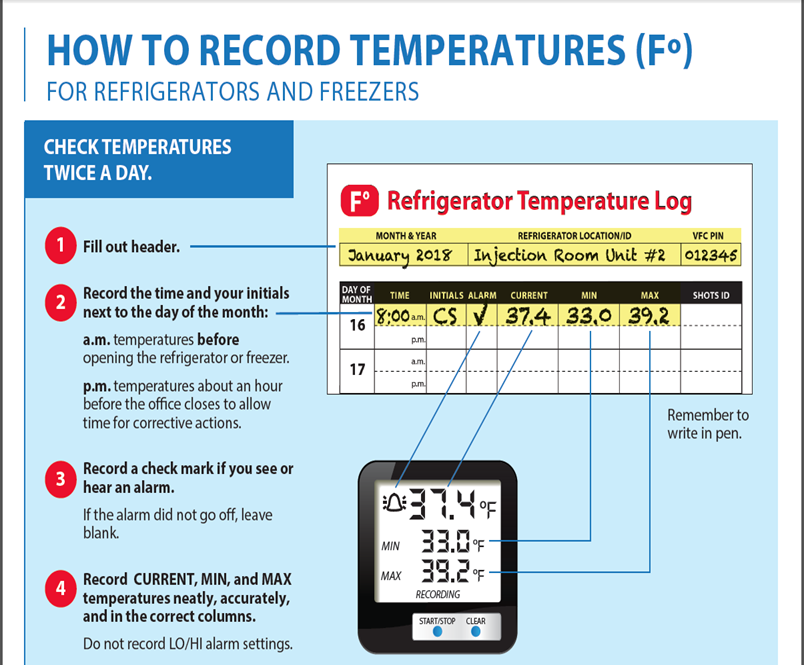 HOW TO RECORD TEMPERATURES (Fº)
FOR REFRIGERATORS AND FREEZERS
CHECK TEMPERATURES
TWICE A DAY.
1 Fill out header.
2 Record the time and your initials
next to the day of the month:
a.m. temperatures before
opening the refrigerator or freezer.
p.m. temperatures about an hour
before the office closes to allow
time for corrective actions.
3 Record a check mark if you see or
hear an alarm.
If the alarm did not go off, leave
blank.
4 Record CURRENT, MIN, and MAX
temperatures neatly, accurately,
and in the correct columns.
Do not record LO/HI alarm settings.
Fº Refrigerator Temperature Log
MONTH & YEAR REFRIGERATOR LOCATION/ID VFC PIN
January 2018 Injection Room Unit #2 012345
DAY OF
MONTH TIME INITIALS ALARM CURRENT MIN MAX SHOTS ID
16 8:00 a.m. CS ✓ 37.4 33.0 39.2
p.m.
17 a.m.
p.m.
Remember to
write in pen.
37.4 ºF
MIN 33.0 ºF
MAX 39.2 ºF
RECORDING
START/STOP CLEAR